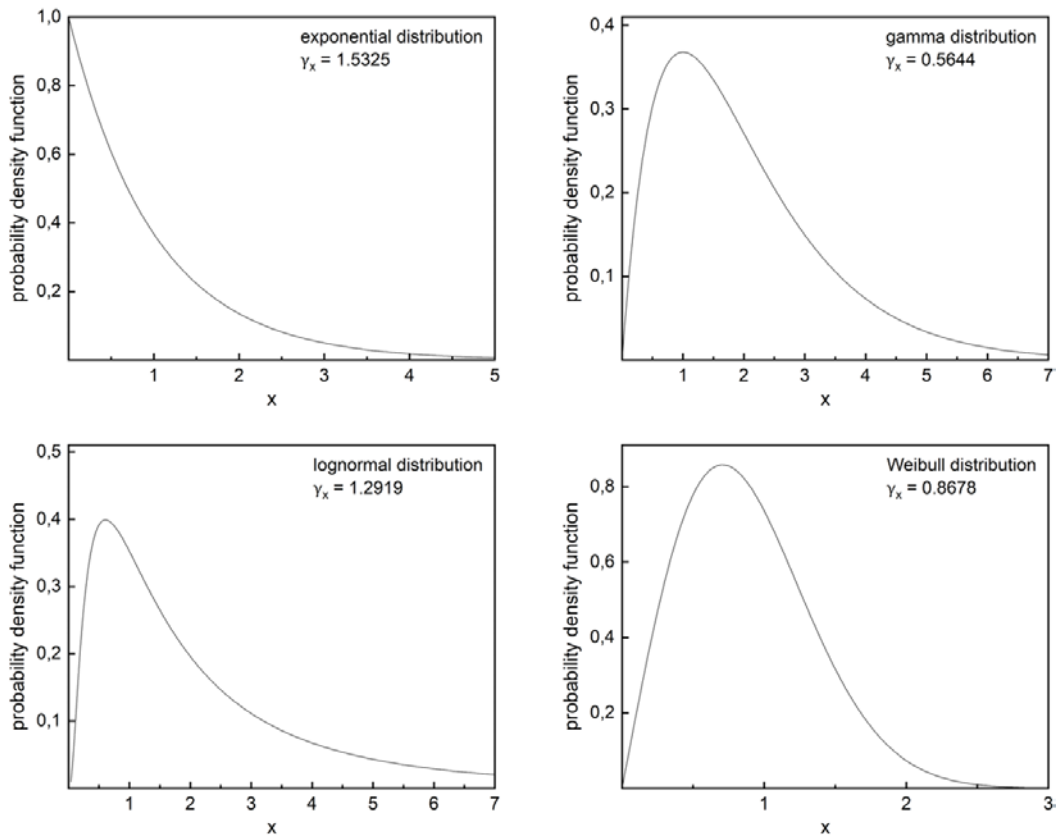 exponential distribution
γx = 1.5325
1,0
0,8
0,6
0,4
0,2
probability density function
1 2 3 4 5
x
gamma distribution
γx = 0.5644
0,4
0,3
0,2
0,1
probability density function
1 2 3 4 5 6 7
x
lognormal distribution
γx = 1.2919
0,5
0,4
0,3
0,2
0,1
probability density function
1 2 3 4 5 6 7
x
Weibull distribution
γx = 0.8678
0,8
0,6
0,4
0,2
probability density function
1 2 3
x